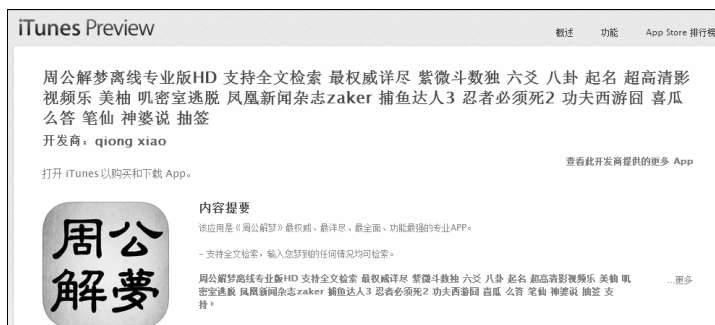 iTunes Preview
概述 功能 App Store 排行榜
周公解梦离线专业版HD 支持全文检索 最权威详尽 紫微斗数独 六爻 八卦 起名 超高清影
视频乐 美柚 叽密室逃脱 凤凰新闻杂志zaker 捕鱼达人3 忍者必须死2 功夫西游囧 喜瓜
么答 笔仙 神婆说 抽签
开发商：qiong xiao
查看此开发商提供的更多 App
打开 iTunes 以购买和下载 App。
周公
解夢
内容提要
该应用是《周公解梦》最权威、最详尽、最全面、功能最强的专业APP。
- 支持全文检索，输入您梦到的任何情况均可检索。
周公解梦离线专业版HD 支持全文检索 最权威详尽 紫微斗数独 六爻 八卦 起名 超高清影视频乐 美柚 叽
密室逃脱 凤凰新闻杂志zaker 捕鱼达人3 忍者必须死2 功夫西游囧 喜瓜 么答 笔仙 神婆说 抽签 支
持
...更多